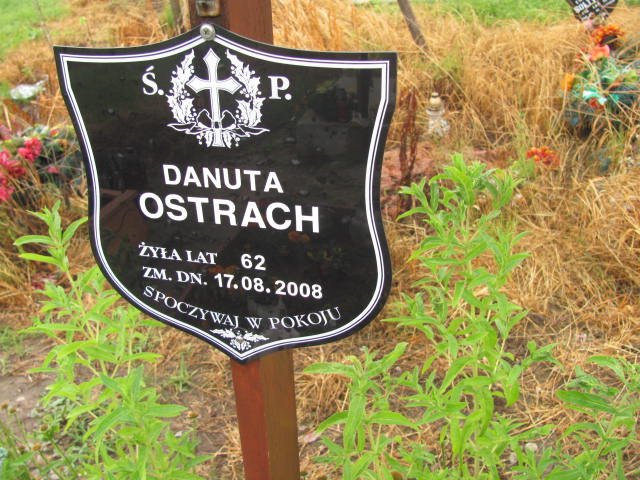 Ś. P.
DANUTA
OSTRACH
ŻYŁA LAT 62
ZM. DN. 17.08.2008
SPOCZYWAJ W POKOJU